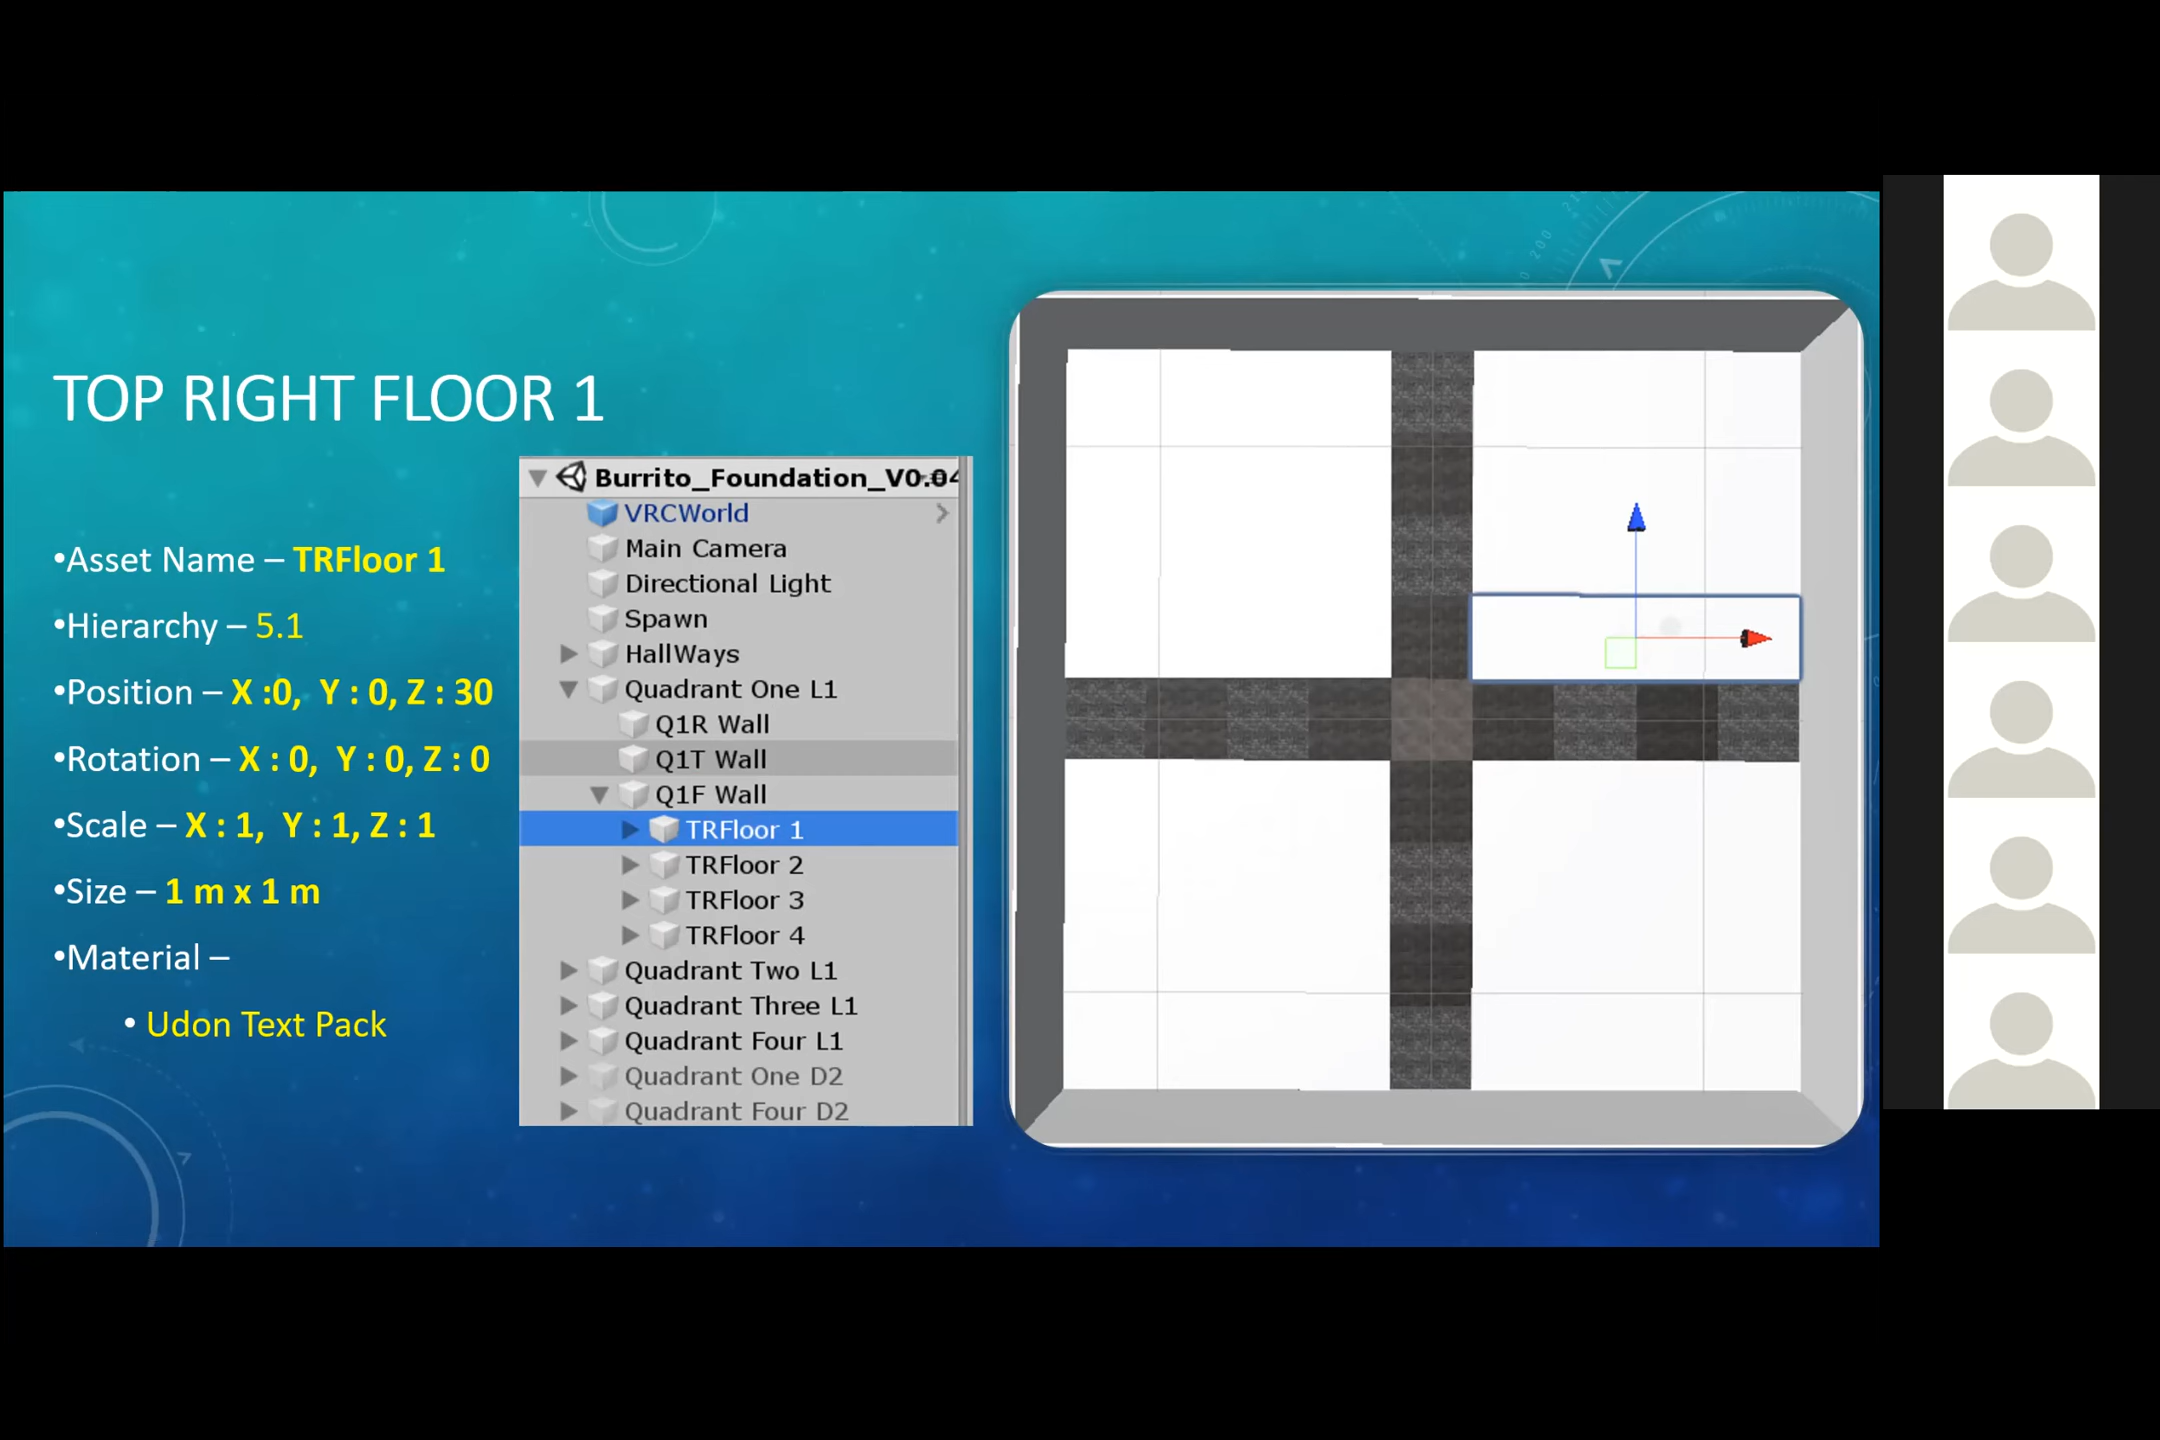 TOP RIGHT FLOOR 1
•Asset Name – TRFloor 1
•Hierarchy – 5.1
•Position – X :0, Y : 0, Z : 30
•Rotation – X : 0, Y : 0, Z : 0
•Scale – X : 1, Y : 1, Z : 1
•Size – 1 m x 1 m
•Material –
• Udon Text Pack
Burrito_Foundation_V0.04
VRCWorld
Main Camera
Directional Light
Spawn
HallWays
Quadrant One L1
Q1R Wall
Q1T Wall
Q1F Wall
TRFloor 1
TRFloor 2
TRFloor 3
TRFloor 4
Quadrant Two L1
Quadrant Three L1
Quadrant Four L1
Quadrant One D2
Quadrant Four D2
200